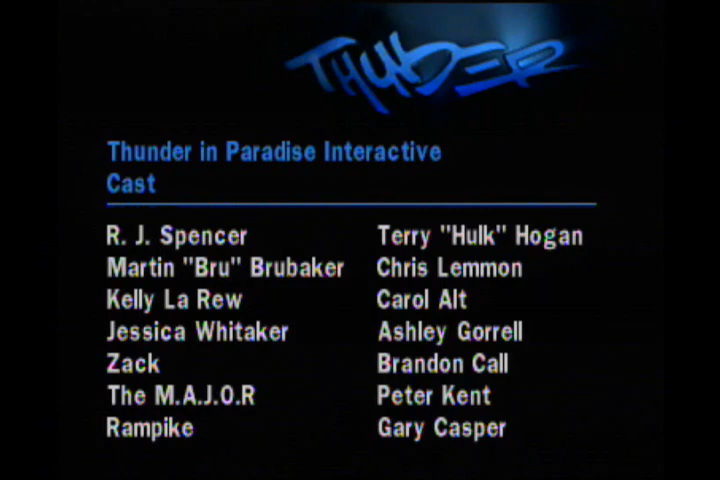 THUNDER
Thunder in Paradise Interactive
Cast
R. J. Spencer Terry "Hulk" Hogan
Martin "Bru" Brubaker Chris Lemmon
Kelly La Rew Carol Alt
Jessica Whitaker Ashley Gorrell
Zack Brandon Call
The M.A.J.O.R Peter Kent
Rampike Gary Casper